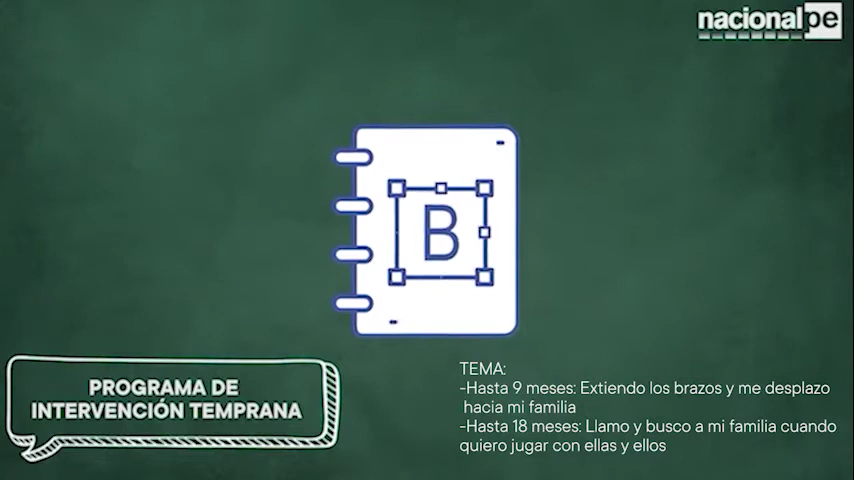 nacionalpe
B
PROGRAMA DE
INTERVENCIÓN TEMPRANA
TEMA:
-Hasta 9 meses: Extiendo los brazos y me desplazo
hacia mi familia
-Hasta 18 meses: Llamo y busco a mi familia cuando
quiero jugar con ellas y ellos